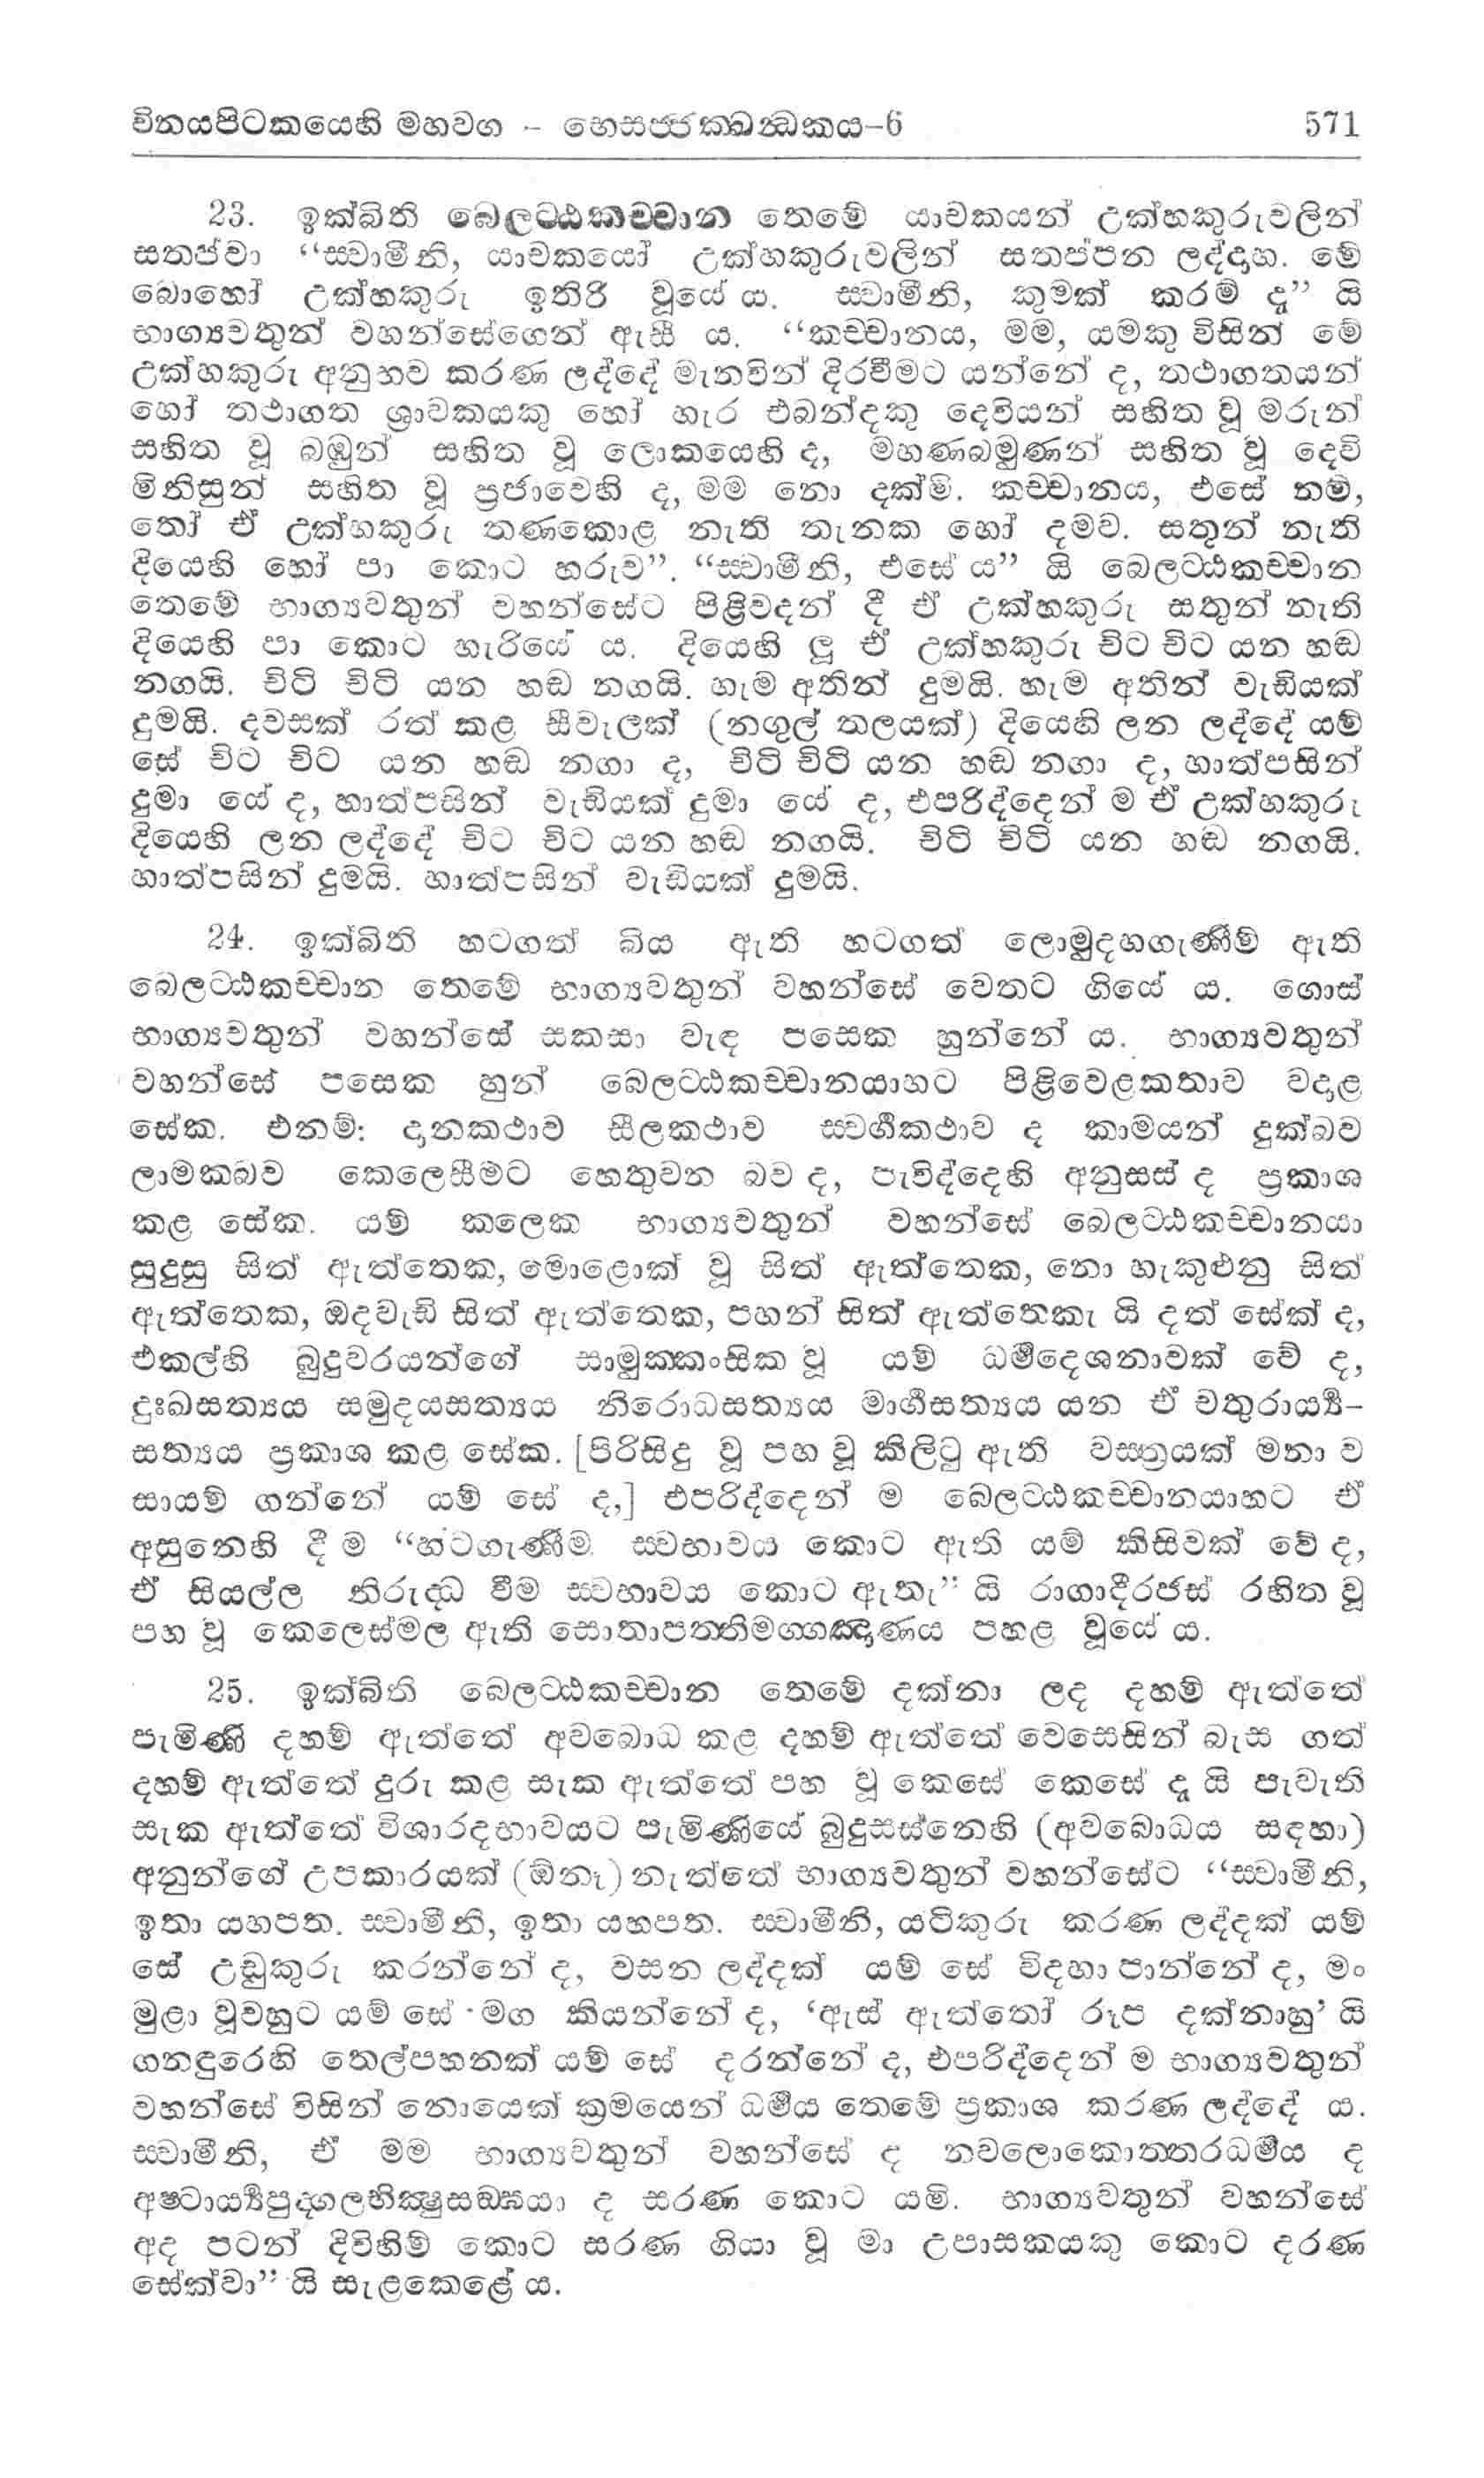 විනයපිටකයෙහි මහවග - භෙසජ්ජක්ඛන්ධකය-6 571
23. ඉක්බිති බෙලට්ඨකච්චාන තෙමේ යාචකයන් උක්හකුරුවලින්
සතප්වා “ස්වාමීනි, යාචකයෝ උක්හකුරුවලින් සතප්පන ලද්දාහ. මේ
බොහෝ උක්හකුරු ඉතිරි වූයේ ය. ස්වාමීනි, කුමක් කරම් දැ” යි
භාග්‍යවතුන් වහන්සේගෙන් ඇසී ය. “කච්චානය, මම, යමකු විසින් මේ
උක්හකුරු අනුභව කරණ ලද්දේ මැනවින් දිරවීමට යන්නේ ද, තථාගතයන්
හෝ තථාගත ශ්‍රාවකයකු හෝ හැර එබන්දකු දෙවියන් සහිත වූ මරුන්
සහිත වූ බඹුන් සහිත වූ ලොකයෙහි ද, මහණබමුණන් සහිත වූ දෙවි
මිනිසුන් සහිත වූ ප්‍රජාවෙහි ද, මම නො දක්මි. කච්චානය, එසේ නම්,
තෝ ඒ උක්හකුරු තණකොළ නැති තැනක හෝ දමව. සතුන් නැති
දියෙහි හෝ පා කොට හරුව”. “ස්වාමීනි, එසේ ය” යි බෙලට්ඨකච්චාන
තෙමේ භාග්‍යවතුන් වහන්සේට පිළිවදන් දී ඒ උක්හකුරු සතුන් නැති
දියෙහි පා කොට හැරියේ ය. දියෙහි ලූ ඒ උක්හකුරු චිට චිට යන හඬ
නගයි. චිටි චිටි යන හඬ නගයි. හැම අතින් දුමයි. හැම අතින් වැඩියක්
දුමයි. දවසක් රත් කළ සීවැලක් (නගුල් තලයක්) දියෙහි ලන ලද්දේ යම්
සේ චිට චිට යන හඬ නගා ද, චිටි චිටි යන හඬ නගා ද, හාත්පසින්
දුමා යේ ද, හාත්පසින් වැඩියක් දුමා යේ ද, එපරිද්දෙන් ම ඒ උක්හකුරු
දියෙහි ලන ලද්දේ චිට චිට යන හඬ නගයි. චිටි චිටි යන හඬ නගයි.
හාත්පසින් දුමයි. හාත්පසින් වැඩියක් දුමයි.
24. ඉක්බිති හටගත් බිය ඇති හටගත් ලොමුදහගැණීම් ඇති
බෙලට්ඨකච්චාන තෙමේ භාග්‍යවතුන් වහන්සේ වෙතට ගියේ ය. ගොස්
භාග්‍යවතුන් වහන්සේ සකසා වැඳ පසෙක හුන්නේ ය. භාග්‍යවතුන්
වහන්සේ පසෙක හුන් බෙලට්ඨකච්චානයාහට පිළිවෙළකතාව වදාළ
සේක. එනම්: දානකථාව සීලකථාව ස්වර්‍ගකථාව ද කාමයන් දුක්බව
ලාමකබව කෙලෙසීමට හෙතුවන බව ද, පැවිද්දෙහි අනුසස් ද ප්‍රකාශ
කළ සේක. යම් කලෙක භාග්‍යවතුන් වහන්සේ බෙලට්ඨකච්චානයා
සුදුසු සිත් ඇත්තෙක, මොළොක් වූ සිත් ඇත්තෙක, නො හැකුළුනු සිත්
ඇත්තෙක, ඔදවැඩි සිත් ඇත්තෙක, පහන් සිත් ඇත්තෙකැ යි දත් සේක් ද,
එකල්හි බුදුවරයන්ගේ සාමුක්කංසික වූ යම් ධර්‍මදෙශනාවක් වේ ද,
දුඃඛසත්‍යය සමුදයසත්‍යය නිරොධසත්‍යය මාර්‍ගසත්‍යය යන ඒ චතුරාර්‍ය්‍ය-
සත්‍යය ප්‍රකාශ කළ සේක. [පිරිසිදු වූ පහ වූ කිලිටු ඇති වස්ත්‍රයක් මනා ව
සායම් ගන්නේ යම් සේ ද,] එපරිද්දෙන් ම බෙලට්ඨකච්චානයාහට ඒ
අසුනෙහි දී ම “හටගැණීම ස්වභාවය කොට ඇති යම් කිසිවක් වේ ද,
ඒ සියල්ල නිරුද්ධ වීම ස්වභාවය කොට ඇතැ” යි රාගාදීරජස් රහිත වූ
පහ වූ කෙලෙස්මල ඇති සොතාපත්තිමග්ගඤාණය පහළ වූයේ ය.
25. ඉක්බිති බෙලට්ඨකච්චාන තෙමේ දක්නා ලද දහම් ඇත්තේ
පැමිණි දහම් ඇත්තේ අවබොධ කළ දහම් ඇත්තේ වෙසෙසින් බැස ගත්
දහම් ඇත්තේ දුරු කළ සැක ඇත්තේ පහ වූ කෙසේ කෙසේ දැ යි පැවැති
සැක ඇත්තේ විශාරදභාවයට පැමිණියේ බුදුසස්නෙහි (අවබොධය සඳහා)
අනුන්ගේ උපකාරයක් (ඕනෑ) නැත්තේ භාග්‍යවතුන් වහන්සේට “ස්වාමීනි,
ඉතා යහපත. ස්වාමීනි, ඉතා යහපත. ස්වාමීනි, යටිකුරු කරණ ලද්දක් යම්
සේ උඩුකුරු කරන්නේ ද, වසන ලද්දක් යම් සේ විදහා පාන්නේ ද, මං
මුළා වූවහුට යම් සේ මග කියන්නේ ද, ‘ඇස් ඇත්තෝ රූප දක්නාහු’ යි
ගනඳුරෙහි තෙල්පහනක් යම් සේ දරන්නේ ද, එපරිද්දෙන් ම භාග්‍යවතුන්
වහන්සේ විසින් නොයෙක් ක්‍රමයෙන් ධර්‍මය තෙමේ ප්‍රකාශ කරණ ලද්දේ ය.
ස්වාමීනි, ඒ මම භාග්‍යවතුන් වහන්සේ ද නවලොකොත්තරධර්‍මය ද
අෂ්ටාර්‍ය්‍යපුද්ගලභික්‍ෂුසඞ්ඝයා ද සරණ කොට යමි. භාග්‍යවතුන් වහන්සේ
අද පටන් දිවිහිම් කොට සරණ ගියා වූ මා උපාසකයකු කොට දරණ
සේක්වා” යි සැළකෙළේ ය.